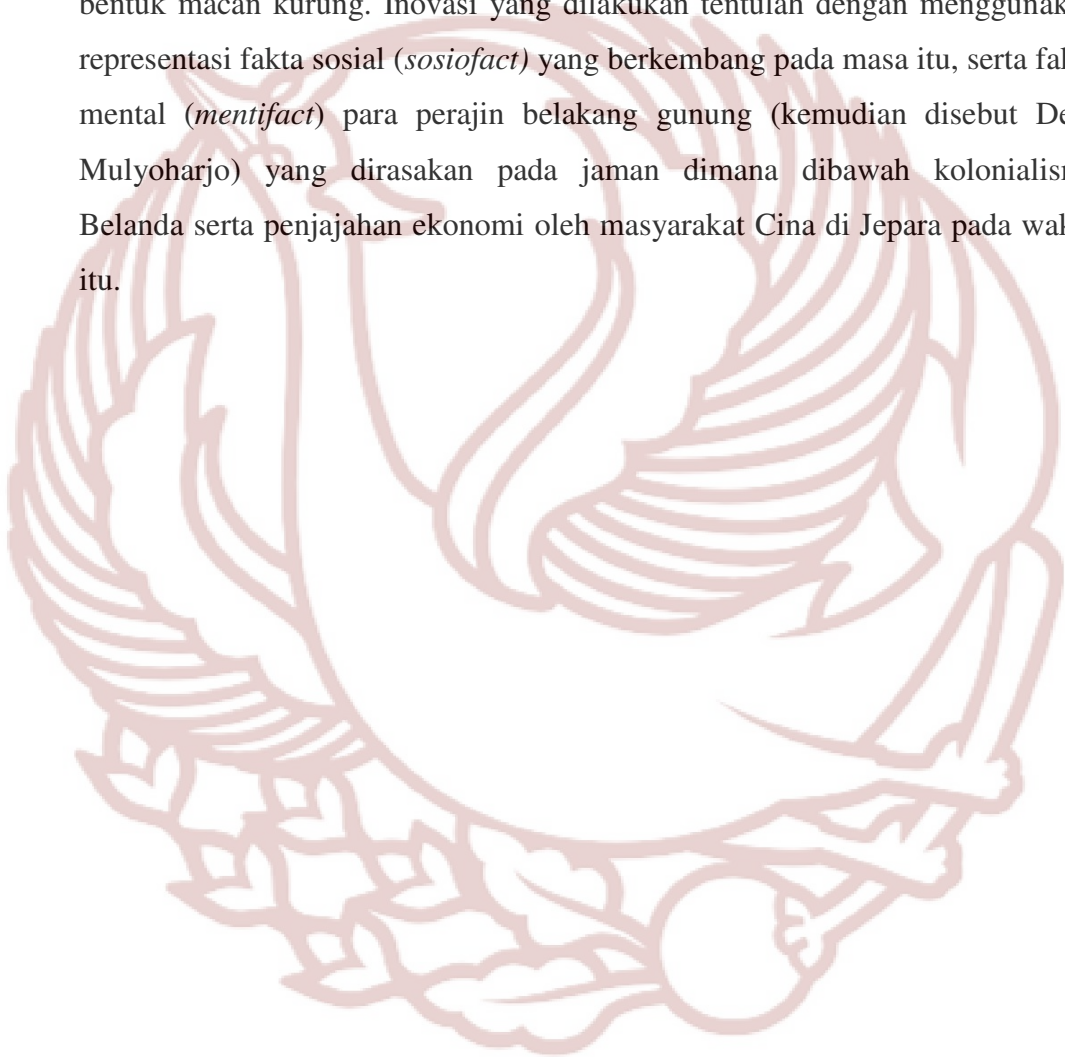 bentuk macan kurung. Inovasi yang dilakukan tentulah dengan menggunak
representasi fakta sosial (sosiofact) yang berkembang pada masa itu, serta fak
mental (mentifact) para perajin belakang gunung (kemudian disebut De
Mulyoharjo) yang dirasakan pada jaman dimana dibawah kolonialisr
Belanda serta penjajahan ekonomi oleh masyarakat Cina di Jepara pada wak
itu.